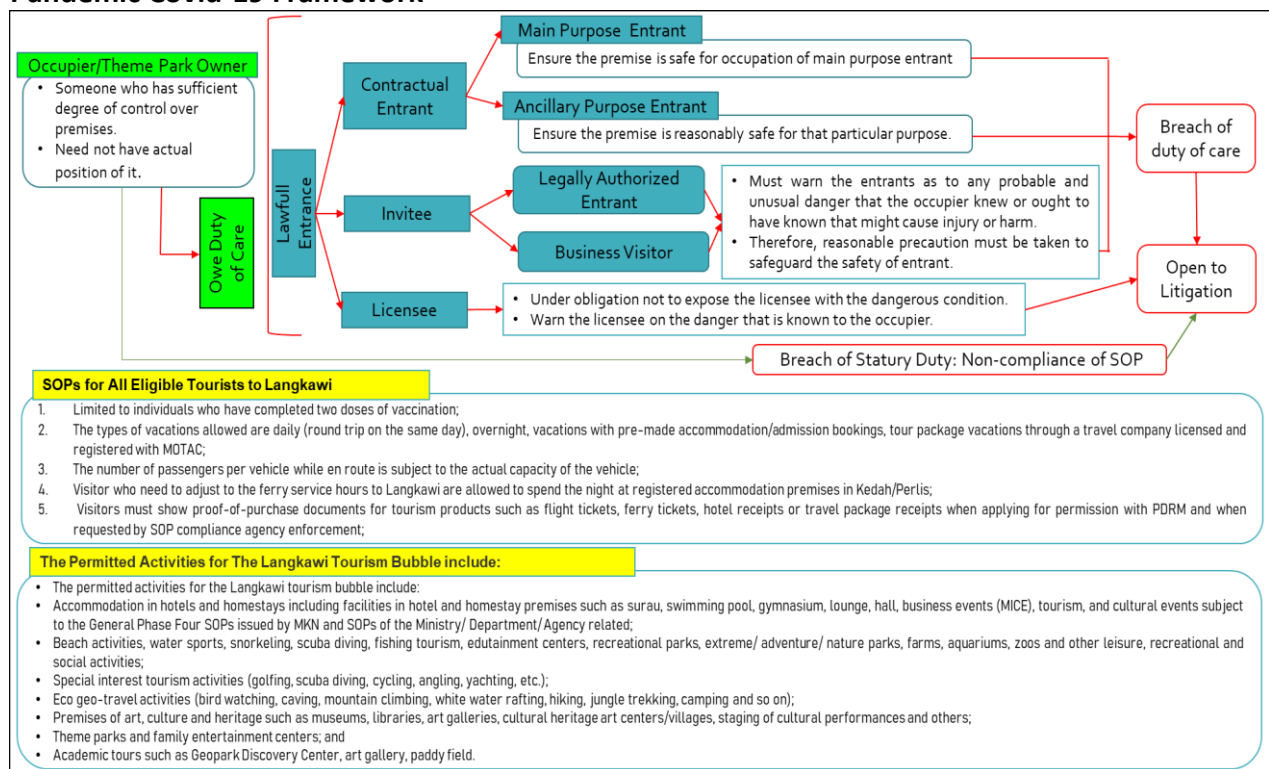 Pandemic Covid-19 Framework
Occupier/Theme Park Owner
• Someone who has sufficient
degree of control over
premises.
• Need not have actual
position of it.
Owe Duty
of Care
Lawfull
Entrance
Contractual
Entrant
Main Purpose Entrant
Ensure the premise is safe for occupation of main purpose entrant
Ancillary Purpose Entrant
Ensure the premise is reasonably safe for that particular purpose.
Invitee
Legally Authorized
Entrant
Business Visitor
• Must warn the entrants as to any probable and
unusual danger that the occupier knew or ought to
have known that might cause injury or harm.
• Therefore, reasonable precaution must be taken to
safeguard the safety of entrant.
Licensee
• Under obligation not to expose the licensee with the dangerous condition.
• Warn the licensee on the danger that is known to the occupier.
Breach of
duty of care
Open to
Litigation
Breach of Statury Duty: Non-compliance of SOP
SOPs for All Eligible Tourists to Langkawi
1. Limited to individuals who have completed two doses of vaccination;
2. The types of vacations allowed are daily (round trip on the same day), overnight, vacations with pre-made accommodation/admission bookings, tour package vacations through a travel company licensed and
registered with MOTAC;
3. The number of passengers per vehicle while en route is subject to the actual capacity of the vehicle;
4. Visitor who need to adjust to the ferry service hours to Langkawi are allowed to spend the night at registered accommodation premises in Kedah/Perlis;
5. Visitors must show proof-of-purchase documents for tourism products such as flight tickets, ferry tickets, hotel receipts or travel package receipts when applying for permission with PDRM and when
requested by SOP compliance agency enforcement;
The Permitted Activities for The Langkawi Tourism Bubble include:
• The permitted activities for the Langkawi tourism bubble include:
• Accommodation in hotels and homestays including facilities in hotel and homestay premises such as surau, swimming pool, gymnasium, lounge, hall, business events (MICE), tourism, and cultural events subject
to the General Phase Four SOPs issued by MKN and SOPs of the Ministry/ Department/Agency related;
• Beach activities, water sports, snorkeling, scuba diving, fishing tourism, edutainment centers, recreational parks, extreme/ adventure/ nature parks, farms, aquariums, zoos and other leisure, recreational and
social activities;
• Special interest tourism activities (golfing, scuba diving, cycling, angling, yachting, etc.);
• Eco geo-travel activities (bird watching, caving, mountain climbing, white water rafting, hiking, jungle trekking, camping and so on);
• Premises of art, culture and heritage such as museums, libraries, art galleries, cultural heritage art centers/villages, staging of cultural performances and others;
• Theme parks and family entertainment centers; and
• Academic tours such as Geopark Discovery Center, art gallery, paddy field.